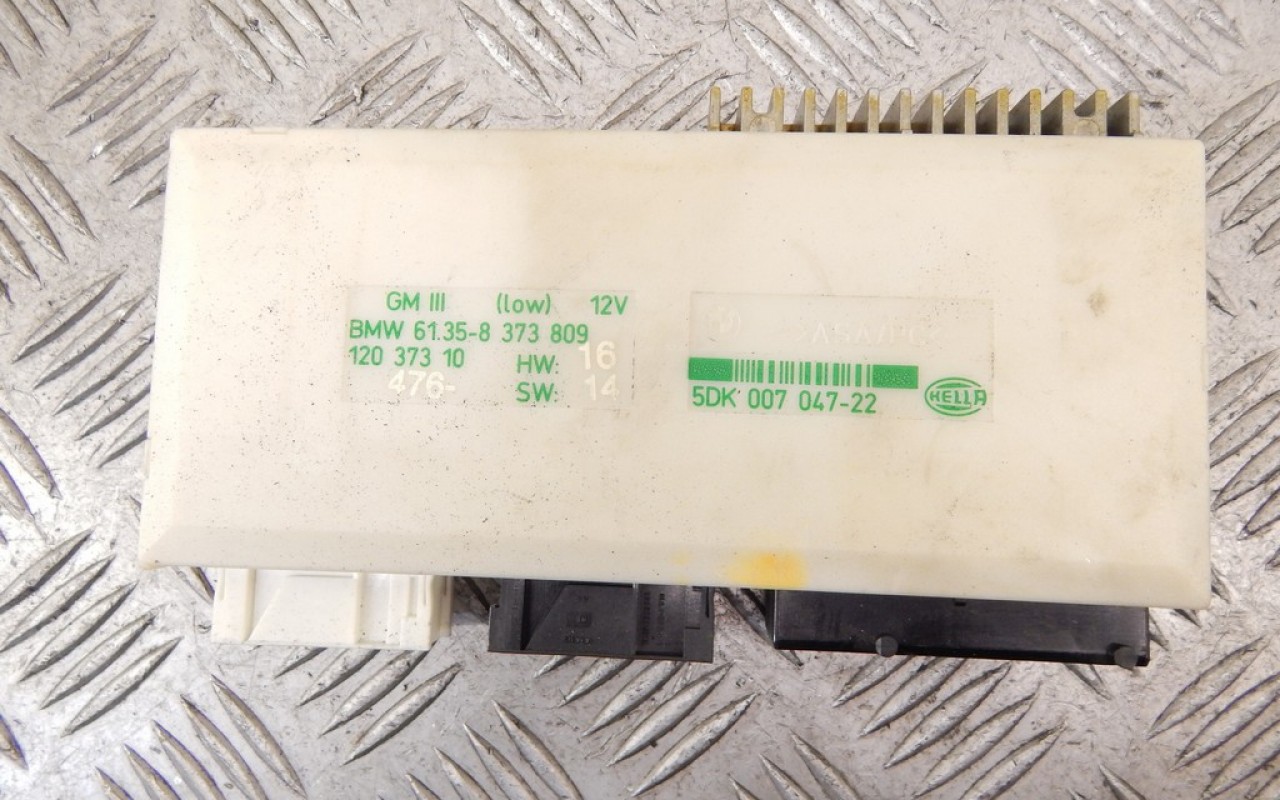 GM III (low) 12V
BMW 61.35-8 373 809
120 373 10 HW: 16
476- SW: 14
5DK 007 047-22
HELLA